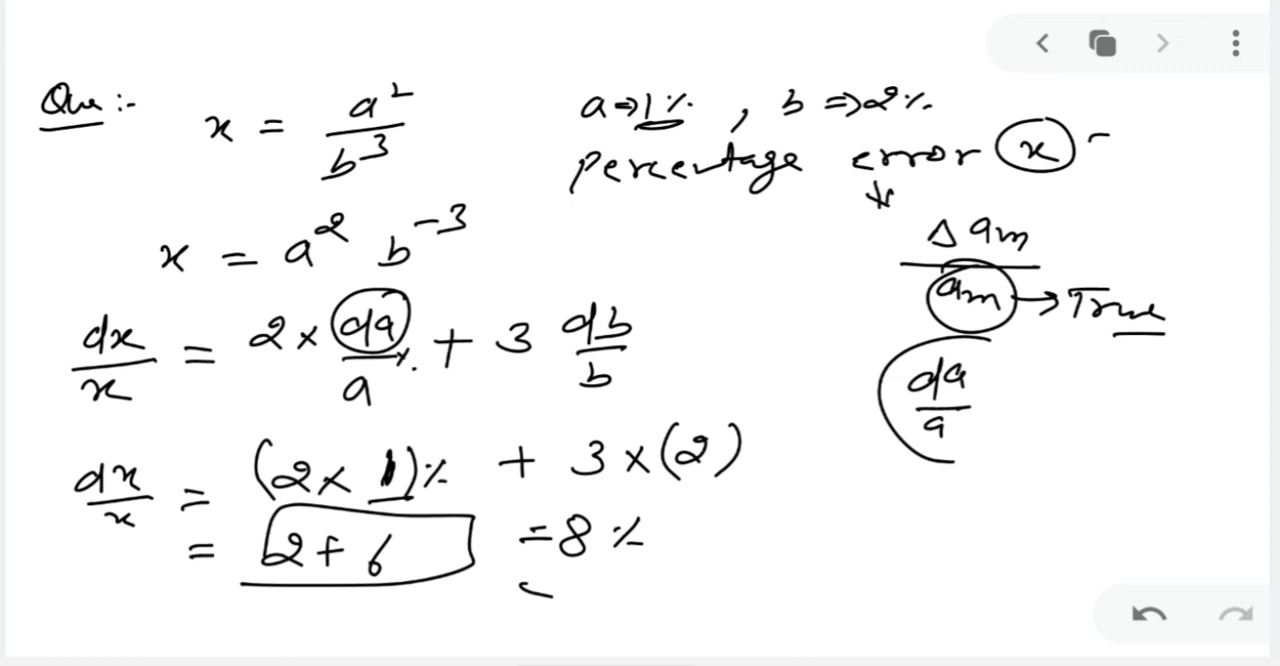 Que :- x = a² / b³    a ⇒ 1 % , b ⇒ 2 %
percentage error x
x = a² b⁻³
Δ am / am → True
dx / x = 2 × da / a % + 3 db / b
da / a
dx / x = (2 × 1) % + 3 × (2)
= 2 + 6 = 8 %